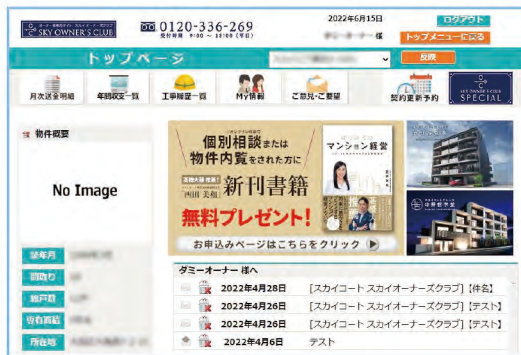 SKY OWNER'S CLUB
0120-336-269
受付時間 9:00 ～ 18:00 (平日)
2022年6月15日
様
ログアウト
トップメニューに戻る
トップページ
反映
月次送金明細
年間収支一覧
工事履歴一覧
My情報
ご意見・ご要望
契約更新予約
SKY OWNER'S CLUB
SPECIAL
物件概要
No Image
築年月
間取り
総戸数
専有面積
所在地
個別相談または
物件内覧をされた方に
新刊書籍
無料プレゼント!
お申込みページはこちらをクリック
マンション経営
ダミーオーナー 様へ
2022年4月28日 [スカイコート スカイオーナーズクラブ]【件名】
2022年4月26日 [スカイコート スカイオーナーズクラブ]【テスト】
2022年4月26日 [スカイコート スカイオーナーズクラブ]【テスト】
2022年4月6日 テスト